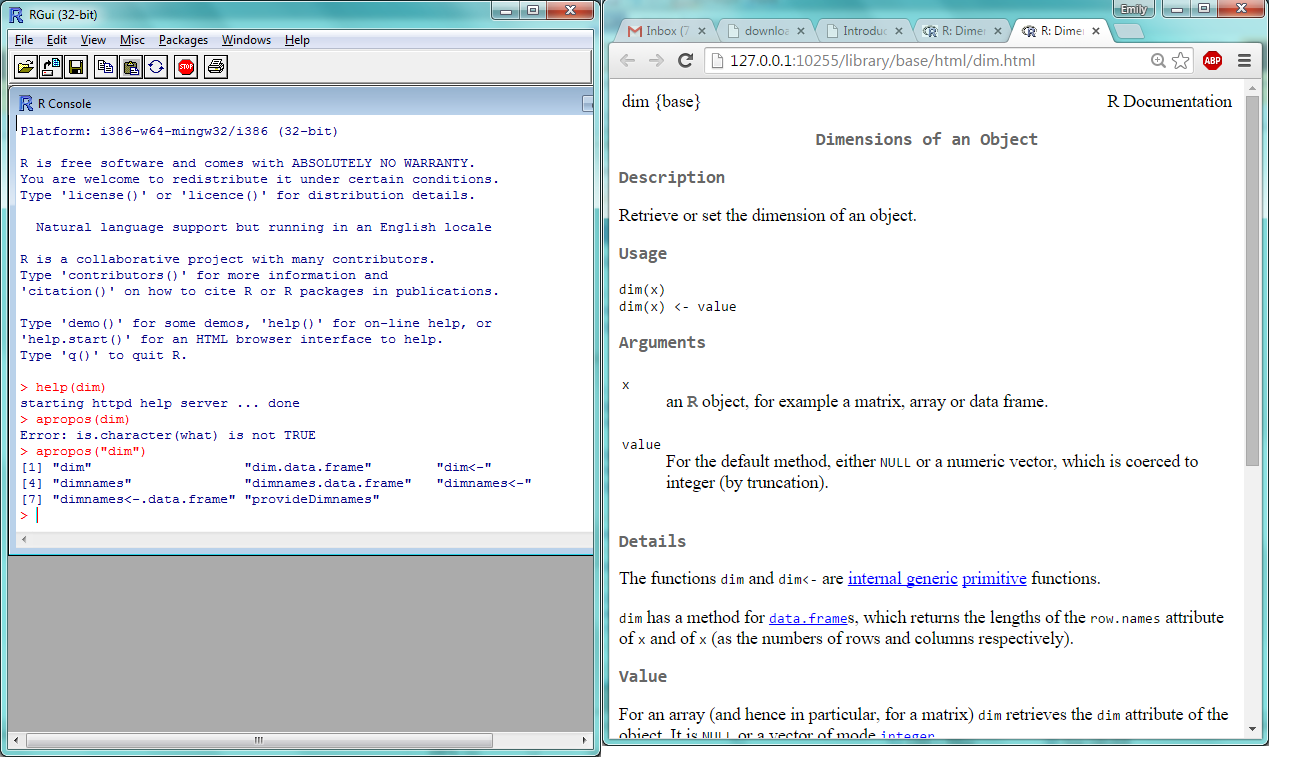 RGui (32-bit)
File Edit View Misc Packages Windows Help
STOP
R Console
Platform: i386-w64-mingw32/i386 (32-bit)
R is free software and comes with ABSOLUTELY NO WARRANTY.
You are welcome to redistribute it under certain conditions.
Type 'license()' or 'licence()' for distribution details.
Natural language support but running in an English locale
R is a collaborative project with many contributors.
Type 'contributors()' for more information and
'citation()' on how to cite R or R packages in publications.
Type 'demo()' for some demos, 'help()' for on-line help, or
'help.start()' for an HTML browser interface to help.
Type 'q()' to quit R.
> help(dim)
starting httpd help server ... done
> apropos(dim)
Error: is.character(what) is not TRUE
> apropos("dim")
[1] "dim" "dim.data.frame" "dim<-"
[4] "dimnames" "dimnames.data.frame" "dimnames<-"
[7] "dimnames<-.data.frame" "provideDimnames"
>
Emily
Inbox (7 downloa Introduc R: Dimen R: Dimen
127.0.0.1:10255/library/base/html/dim.html
ABP
dim {base} R Documentation
Dimensions of an Object
Description
Retrieve or set the dimension of an object.
Usage
dim(x)
dim(x) <- value
Arguments
x
an R object, for example a matrix, array or data frame.
value
For the default method, either NULL or a numeric vector, which is coerced to
integer (by truncation).
Details
The functions dim and dim<- are internal generic primitive functions.
dim has a method for data.frames, which returns the lengths of the row.names attribute
of x and of x (as the numbers of rows and columns respectively).
Value
For an array (and hence in particular, for a matrix) dim retrieves the dim attribute of the
object. It is NULL or a vector of mode integer.